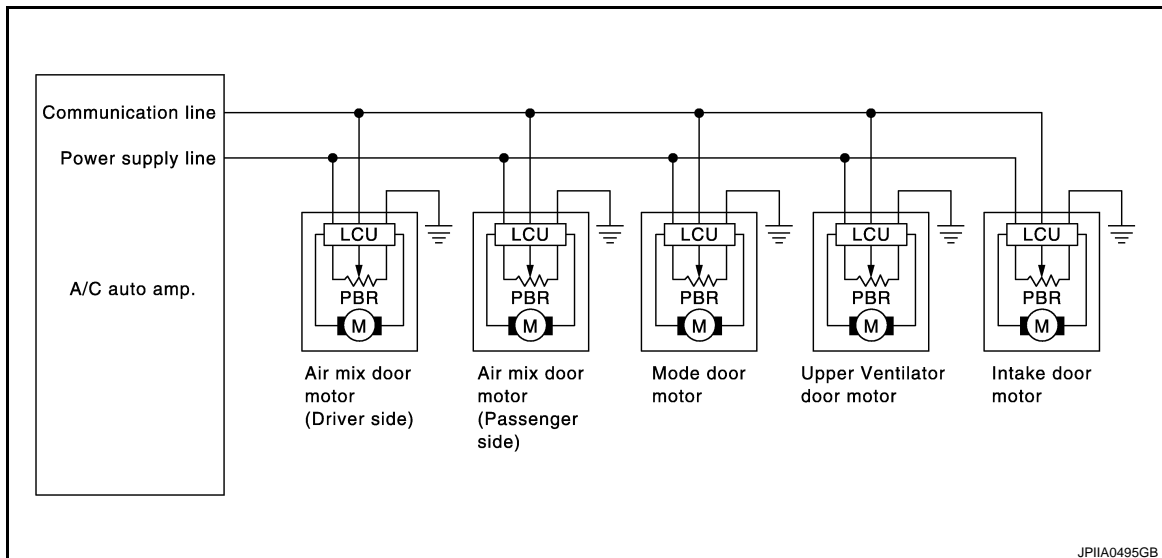 Communication line
Power supply line
A/C auto amp.
LCU
PBR
M
LCU
PBR
M
LCU
PBR
M
LCU
PBR
M
LCU
PBR
M
Air mix door
motor
(Driver side)
Air mix door
motor
(Passenger
side)
Mode door
motor
Upper Ventilator
door motor
Intake door
motor
JPIIA0495GB